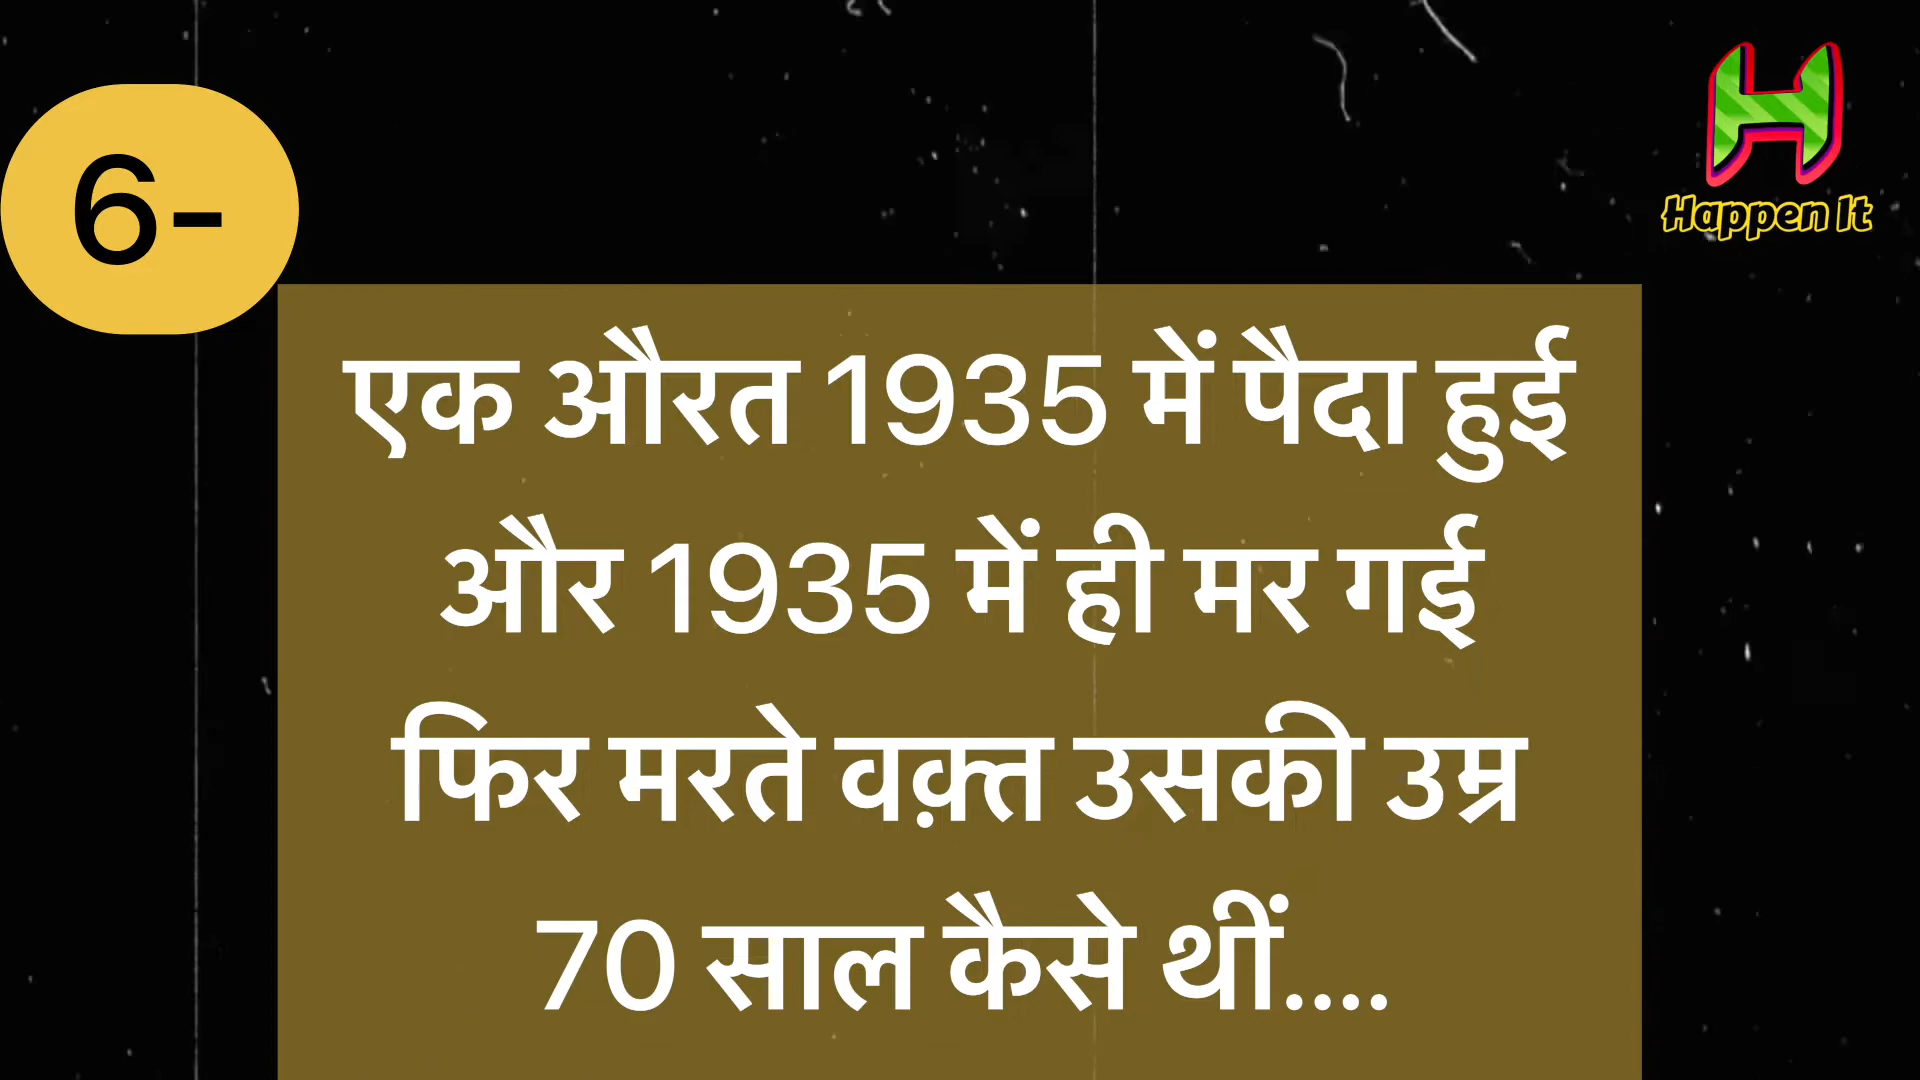 6-
H
Happen It
एक औरत 1935 में पैदा हुई
और 1935 में ही मर गई
फिर मरते वक़्त उसकी उम्र
70 साल कैसे थीं....